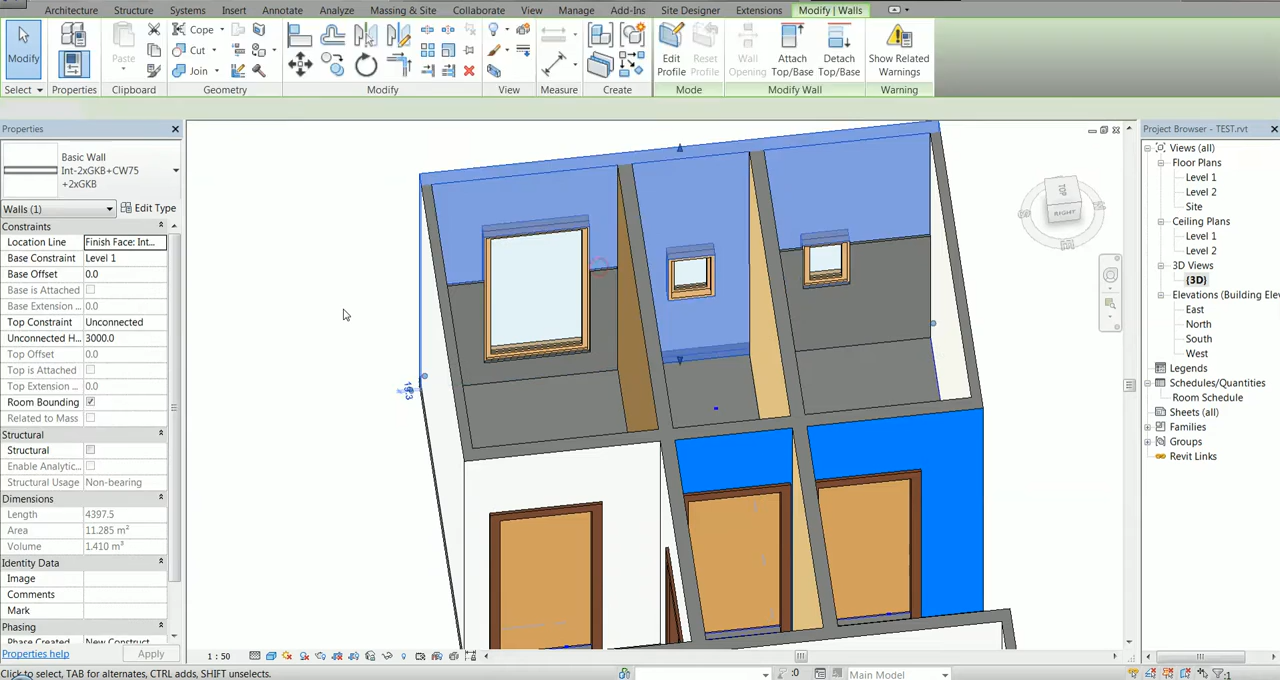 Architecture Structure Systems Insert Annotate Analyze Massing & Site Collaborate View Manage Add-Ins Site Designer Extensions Modify | Walls
Modify
Paste
Cope
Cut
Join
Edit
Profile
Reset
Profile
Wall
Opening
Attach
Top/Base
Detach
Top/Base
Show Related
Warnings
Select Properties Clipboard Geometry Modify View Measure Create Mode Modify Wall Warning
Properties
Basic Wall
Int-2xGKB+CW75
+2xGKB
Walls (1) Edit Type
Constraints
Location Line Finish Face: Int...
Base Constraint Level 1
Base Offset 0.0
Base is Attached
Base Extension ... 0.0
Top Constraint Unconnected
Unconnected H... 3000.0
Top Offset 0.0
Top is Attached
Top Extension ... 0.0
Room Bounding
Related to Mass
Structural
Structural
Enable Analytic...
Structural Usage Non-bearing
Dimensions
Length 4397.5
Area 11.285 m²
Volume 1.410 m³
Identity Data
Image
Comments
Mark
Phasing
Phase Created New Construct
Properties help Apply
TOP
RIGHT
Project Browser - TEST.rvt
Views (all)
Floor Plans
Level 1
Level 2
Site
Ceiling Plans
Level 1
Level 2
3D Views
{3D}
Elevations (Building Ele
East
North
South
West
Legends
Schedules/Quantities
Room Schedule
Sheets (all)
Families
Groups
Revit Links
1 : 50
Click to select, TAB for alternates, CTRL adds, SHIFT unselects. :0 Main Model :1